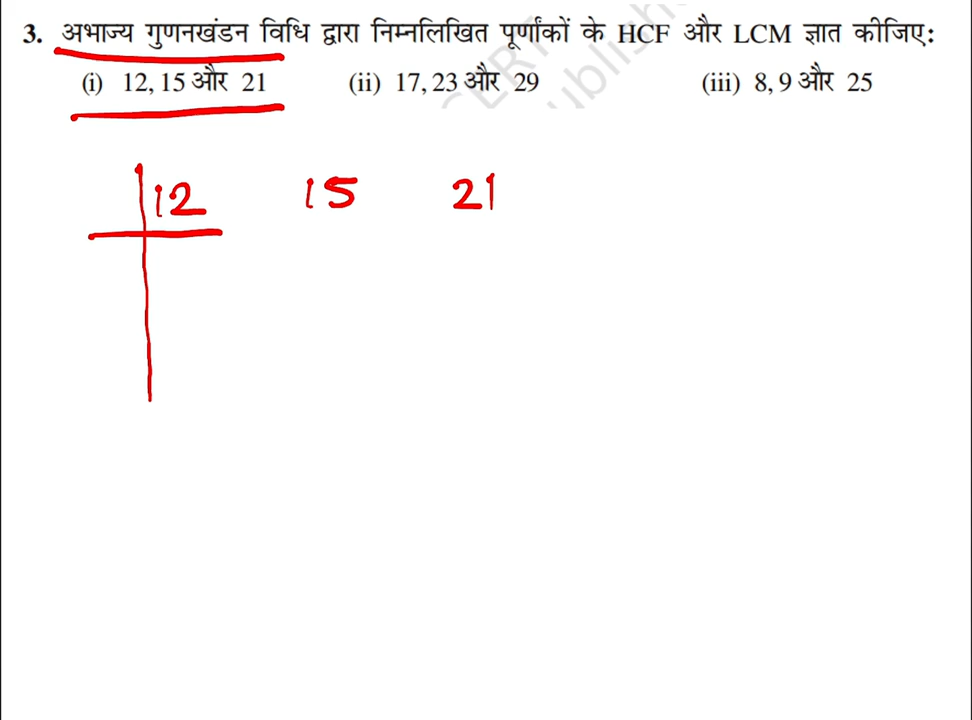 3. अभाज्य गुणनखंडन विधि द्वारा निम्नलिखित पूर्णांकों के HCF और LCM ज्ञात कीजिए:
(i) 12, 15 और 21 (ii) 17, 23 और 29 (iii) 8, 9 और 25
12 15 21